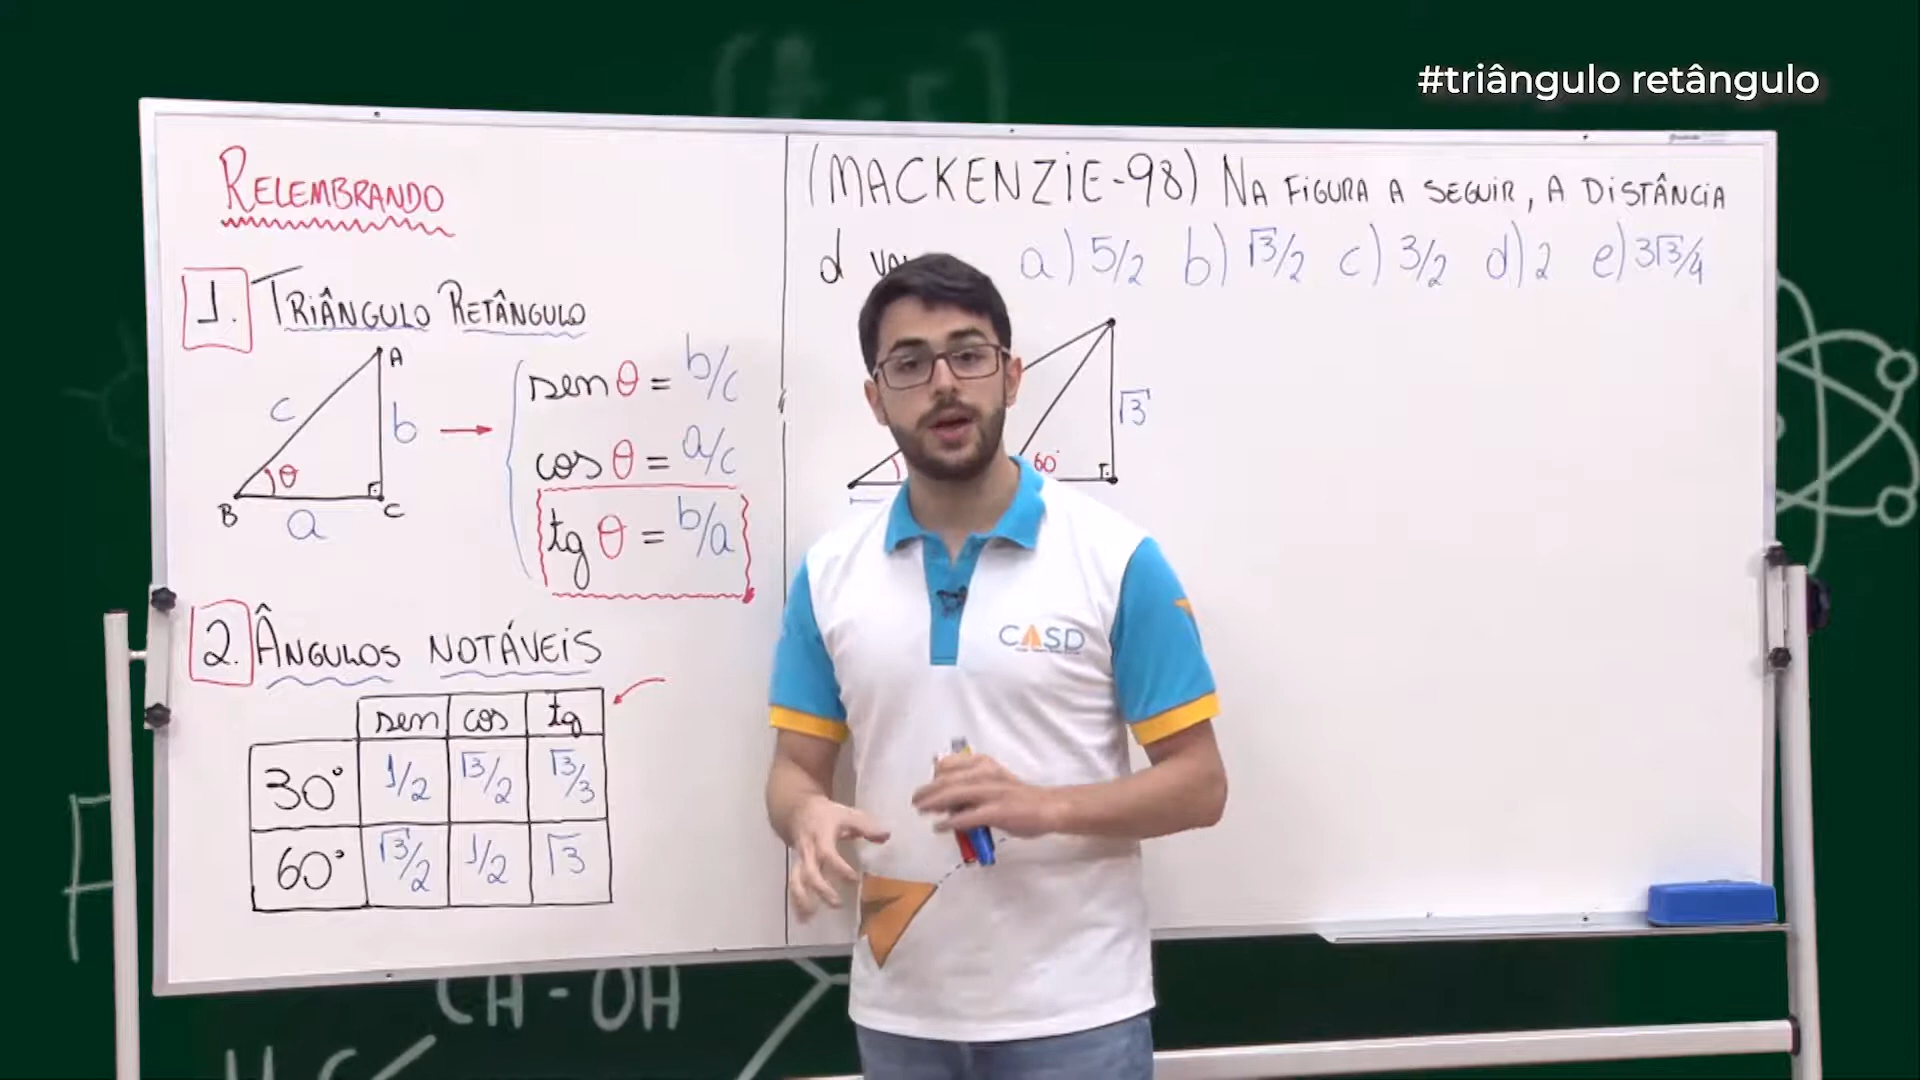 #triângulo retângulo
RELEMBRANDO
1. TRIÂNGULO RETÂNGULO
A
c
b
θ
B
a
C
sen θ = b/c
cos θ = a/c
tg θ = b/a
2. ÂNGULOS NOTÁVEIS
sen cos tg
30° 1/2 √3/2 √3/3
60° √3/2 1/2 √3
(MACKENZIE-98) NA FIGURA A SEGUIR, A DISTÂNCIA
d a) 5/2 b) √3/2 c) 3/2 d) 2 e) 3√3/4
√3
60°
CASD